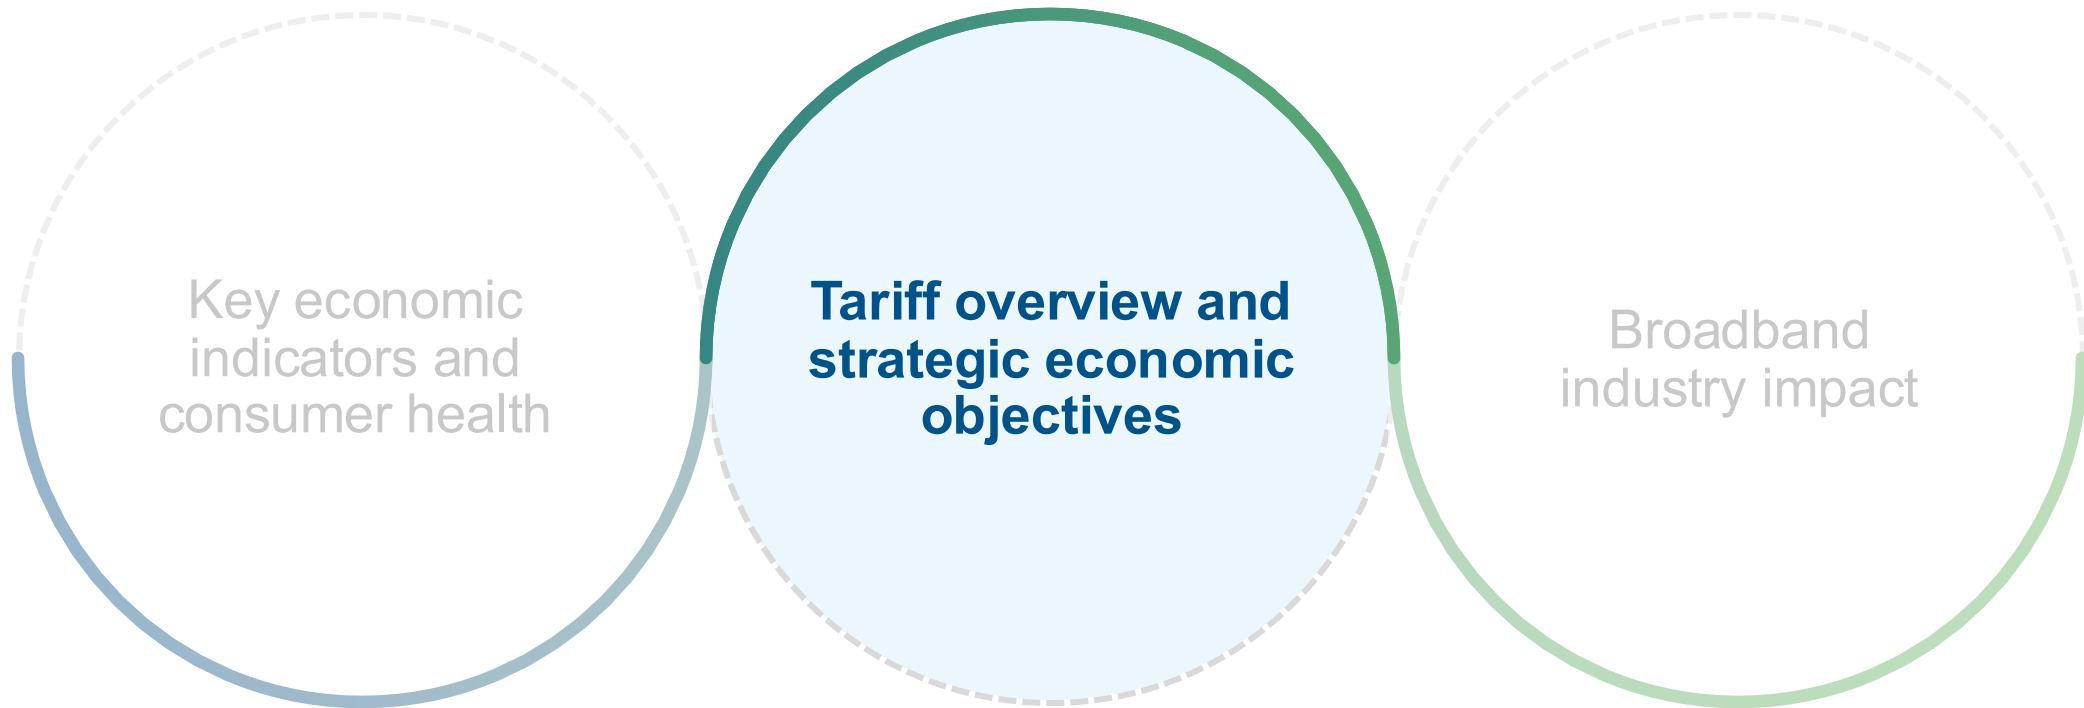 Key economic
indicators and
consumer health
Tariff overview and
strategic economic
objectives
Broadband
industry impact